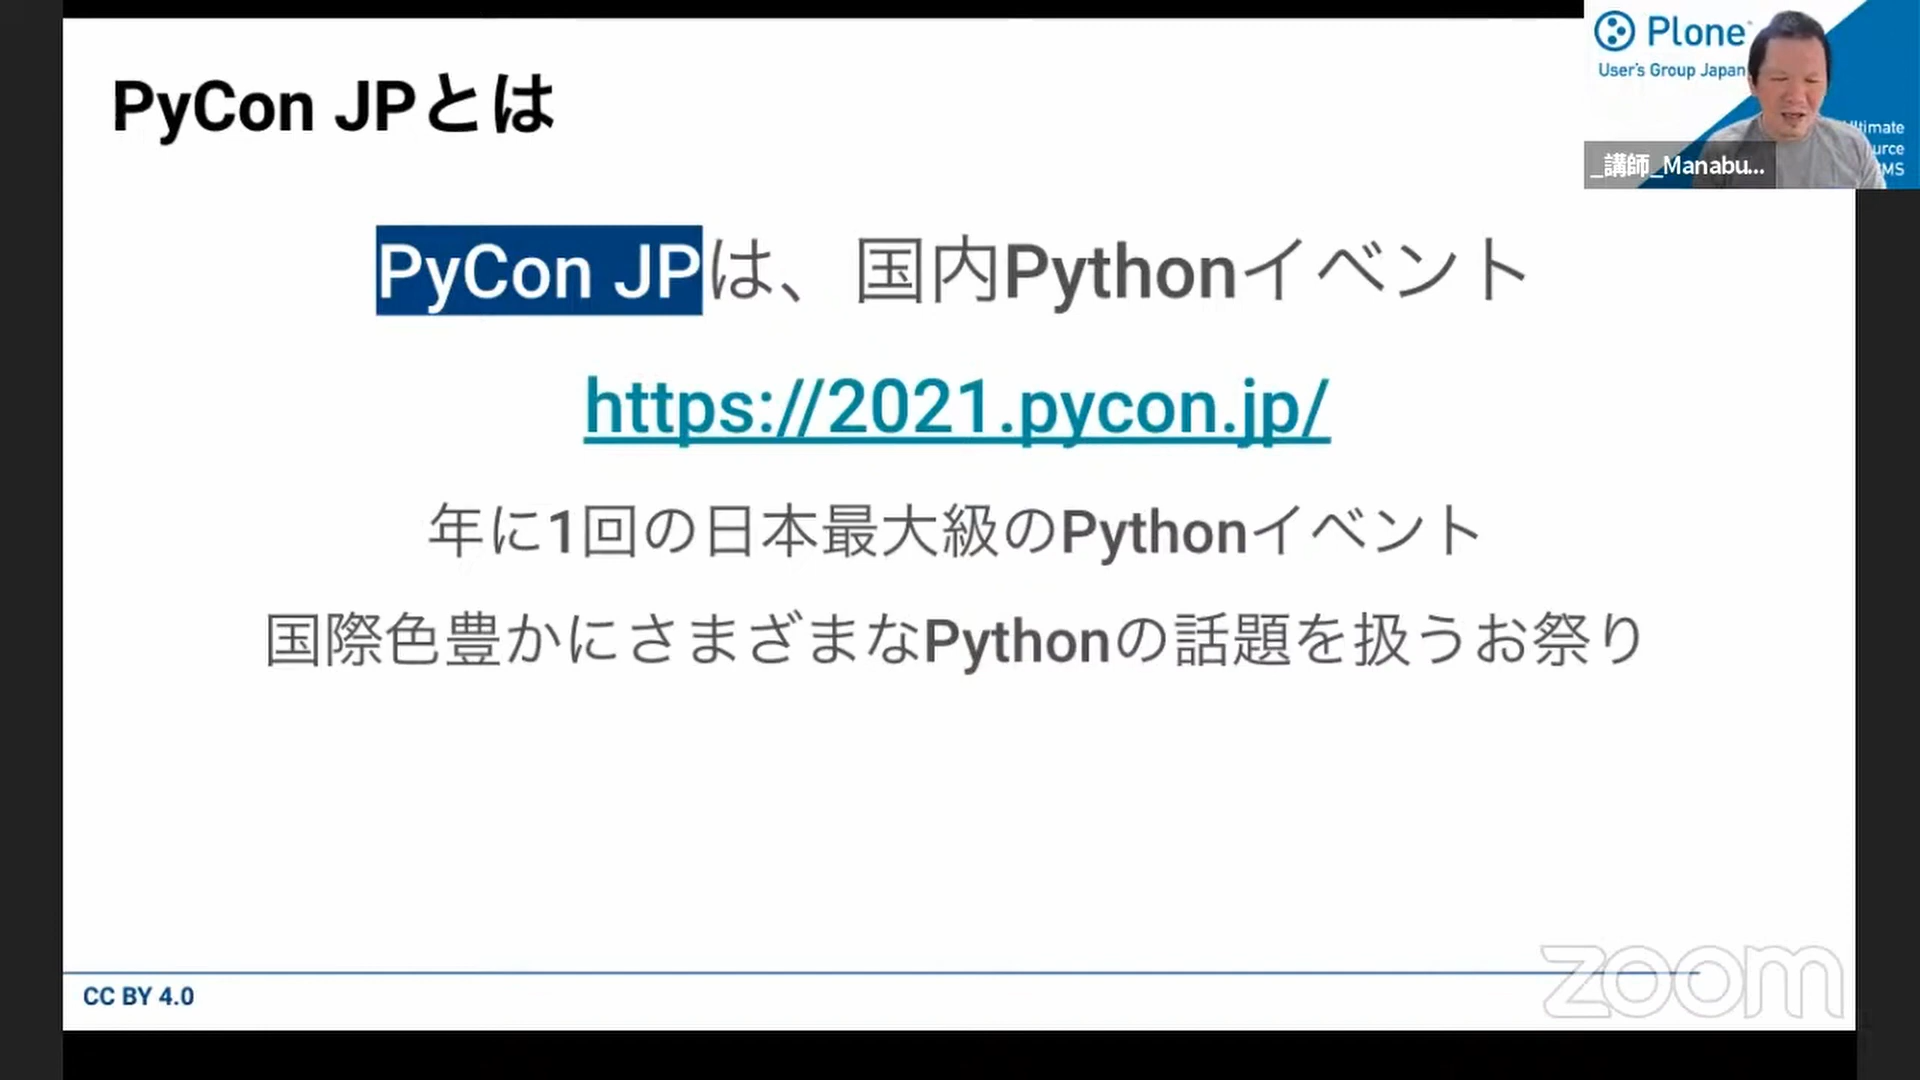 PyCon JPとは
PyCon JPは、国内Pythonイベント
https://2021.pycon.jp/
年に1回の日本最大級のPythonイベント
国際色豊かにさまざまなPythonの話題を扱うお祭り
CC BY 4.0
zoom
Plone
User's Group Japan
_講師_Manabu...